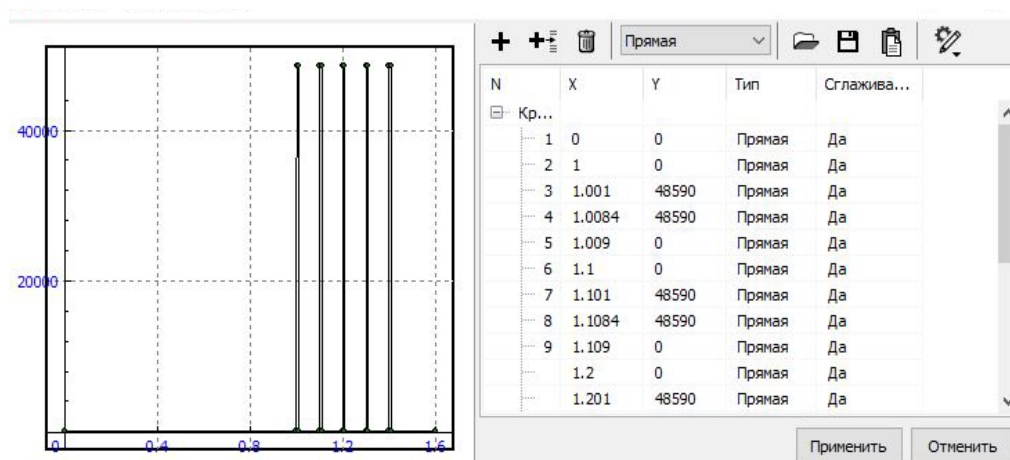 Прямая
N X Y Тип Сглажива...
Кр...
1 0 0 Прямая Да
2 1 0 Прямая Да
3 1.001 48590 Прямая Да
4 1.0084 48590 Прямая Да
5 1.009 0 Прямая Да
6 1.1 0 Прямая Да
7 1.101 48590 Прямая Да
8 1.1084 48590 Прямая Да
9 1.109 0 Прямая Да
1.2 0 Прямая Да
1.201 48590 Прямая Да
40000
20000
0 0.4 0.8 1.2 1.6
Применить Отменить